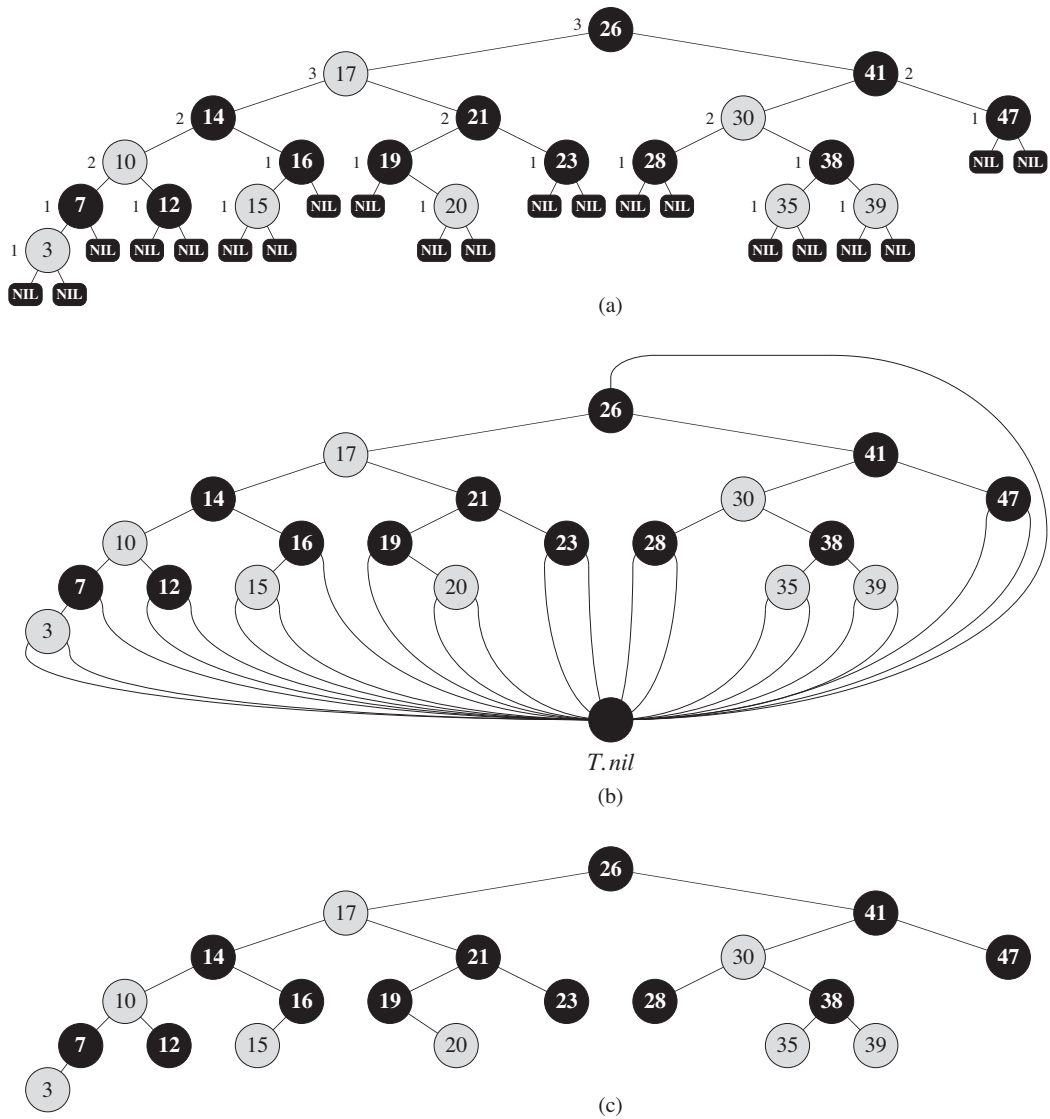 3 26
3 17 41 2
2 14 2 21 2 30 1 47
2 10 1 16 1 19 1 23 1 28 1 38 NIL NIL
1 7 1 12 1 15 NIL NIL 1 20 NIL NIL NIL NIL 1 35 1 39
1 3 NIL NIL NIL NIL NIL NIL NIL NIL NIL NIL NIL
NIL NIL
(a)
26
17 41
14 21 30 47
10 16 19 23 28 38
7 12 15 20 35 39
3
T.nil
(b)
26
17 41
14 21 30 47
10 16 19 23 28 38
7 12 15 20 35 39
3
(c)